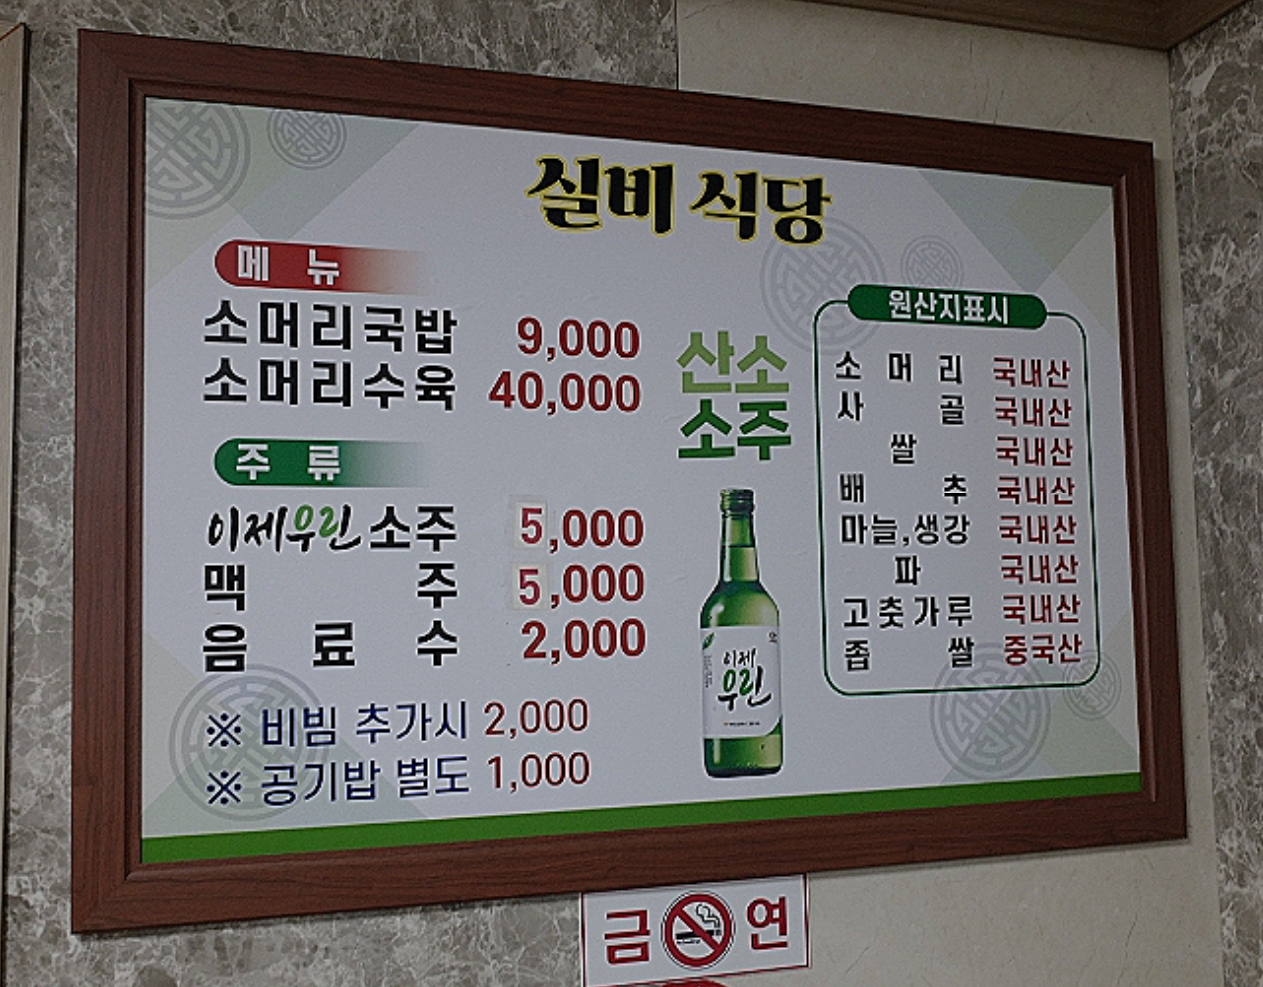 실비 식당
메 뉴
소머리국밥 9,000
소머리수육 40,000
주 류
이제우린 소주 5,000
맥 주 5,000
음 료 수 2,000
※ 비빔 추가시 2,000
※ 공기밥 별도 1,000
산소
소주
이제
우린
원산지표시
소 머 리 국내산
사 골 국내산
쌀 국내산
배 추 국내산
마늘,생강 국내산
파 국내산
고춧가루 국내산
좁 쌀 중국산
금 연